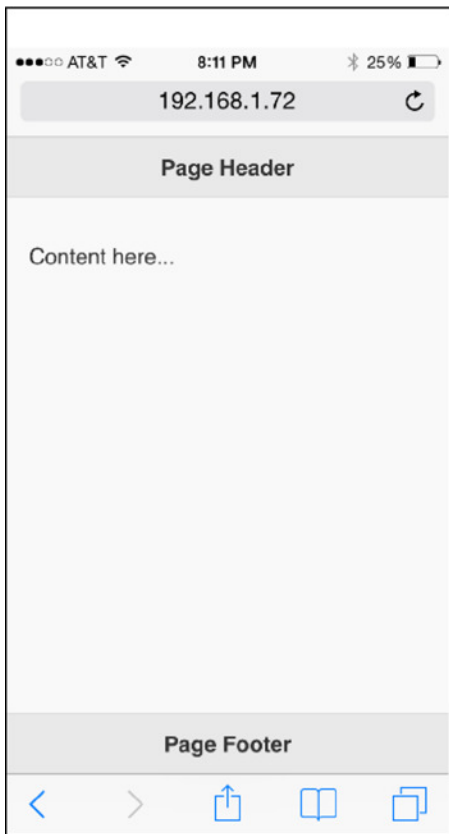 AT&T 8:11 PM 25%
192.168.1.72
Page Header
Content here...
Page Footer